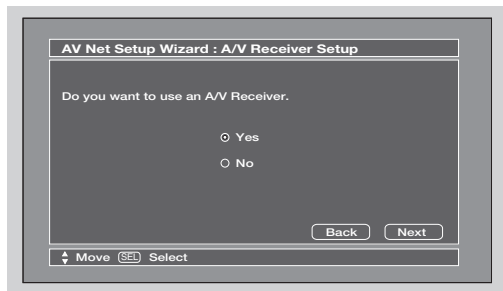 AV Net Setup Wizard : A/V Receiver Setup
Do you want to use an A/V Receiver.
Yes
No
Back Next
Move SEL Select